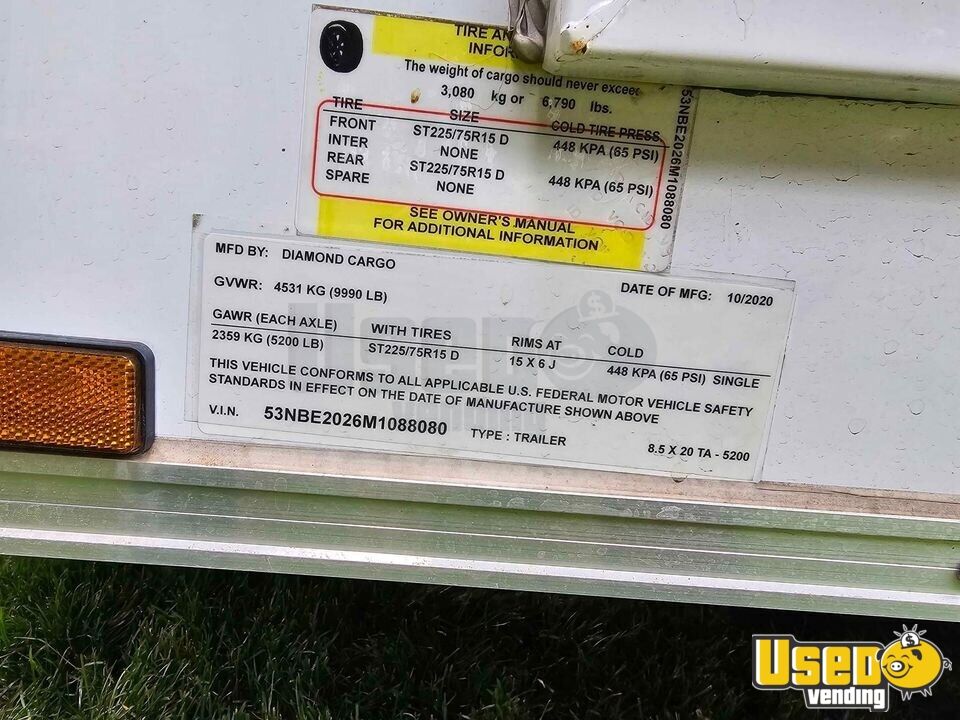 TIRE AN
INFOR
The weight of cargo should never exceed
3,080 kg or 6,790 lbs.
TIRE SIZE COLD TIRE PRESS
FRONT ST225/75R15 D 448 KPA (65 PSI)
INTER NONE
REAR ST225/75R15 D 448 KPA (65 PSI)
SPARE NONE
SEE OWNER'S MANUAL
FOR ADDITIONAL INFORMATION
53NBE2026M1088080
MFD BY: DIAMOND CARGO
GVWR: 4531 KG (9990 LB) DATE OF MFG: 10/2020
GAWR (EACH AXLE) WITH TIRES RIMS AT COLD
2359 KG (5200 LB) ST225/75R15 D 15 X 6 J 448 KPA (65 PSI) SINGLE
THIS VEHICLE CONFORMS TO ALL APPLICABLE U.S. FEDERAL MOTOR VEHICLE SAFETY
STANDARDS IN EFFECT ON THE DATE OF MANUFACTURE SHOWN ABOVE
V.I.N. 53NBE2026M1088080 TYPE : TRAILER 8.5 X 20 TA - 5200
USED
vending